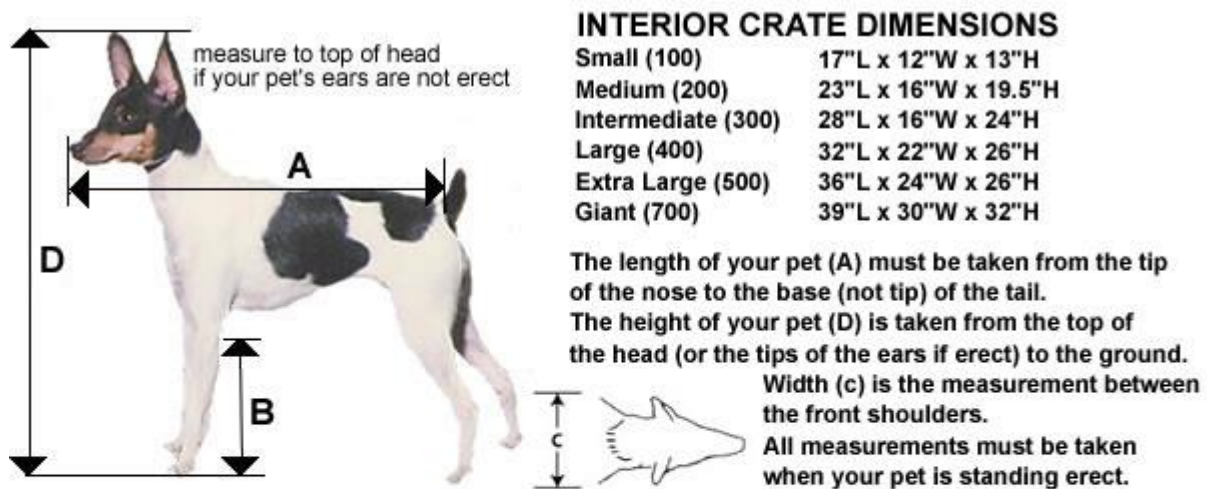 measure to top of head
if your pet's ears are not erect
A
D
B
INTERIOR CRATE DIMENSIONS
Small (100) 17"L x 12"W x 13"H
Medium (200) 23"L x 16"W x 19.5"H
Intermediate (300) 28"L x 16"W x 24"H
Large (400) 32"L x 22"W x 26"H
Extra Large (500) 36"L x 24"W x 26"H
Giant (700) 39"L x 30"W x 32"H
The length of your pet (A) must be taken from the tip
of the nose to the base (not tip) of the tail.
The height of your pet (D) is taken from the top of
the head (or the tips of the ears if erect) to the ground.
c
Width (c) is the measurement between
the front shoulders.
All measurements must be taken
when your pet is standing erect.